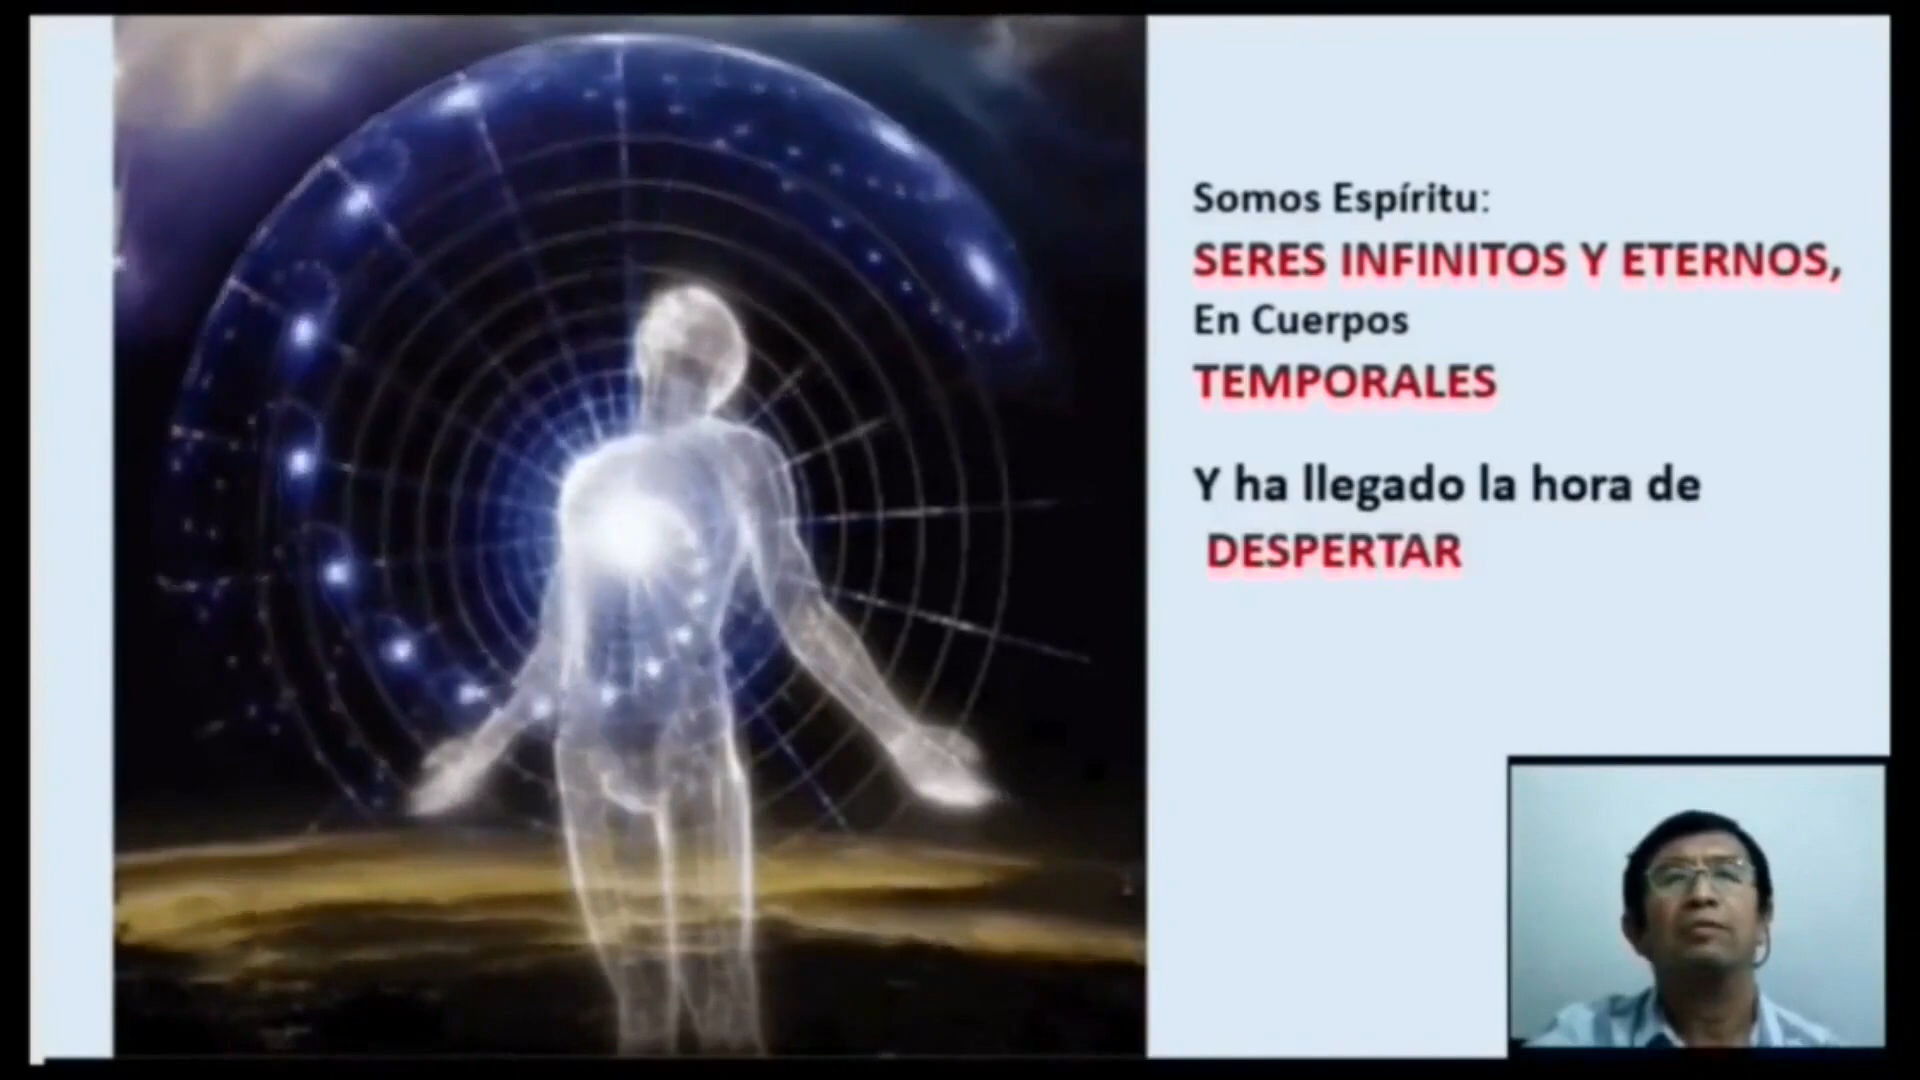 Somos Espíritu:
SERES INFINITOS Y ETERNOS,
En Cuerpos
TEMPORALES
Y ha llegado la hora de
DESPERTAR